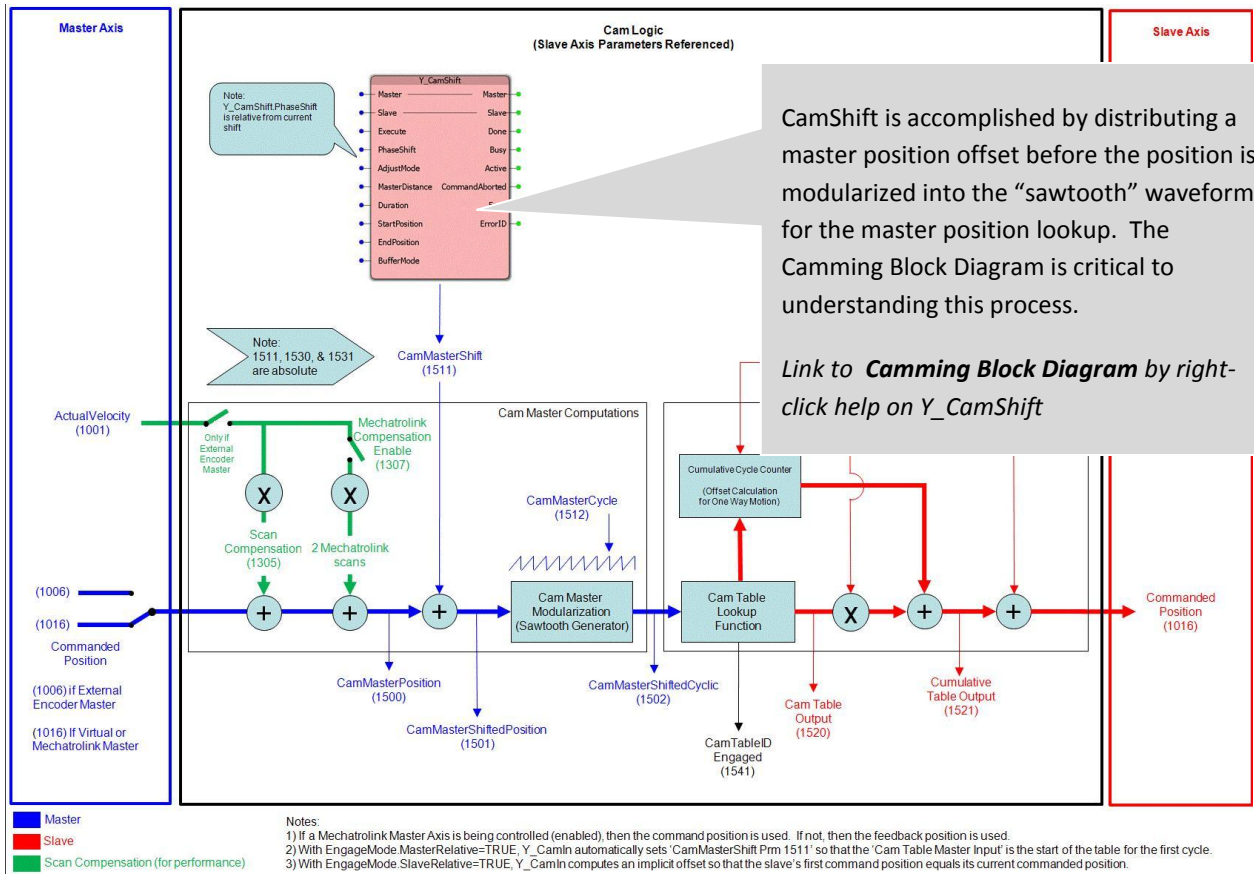 Master Axis
Cam Logic
(Slave Axis Parameters Referenced)
Slave Axis
Note:
Y_CamShift.PhaseShift
is relative from current
shift
Y_CamShift
Master
Master
Slave
Slave
Execute
Done
PhaseShift
Busy
AdjustMode
Active
MasterDistance
CommandAborted
Duration
StartPosition
ErrorID
EndPosition
BufferMode
CamShift is accomplished by distributing a
master position offset before the position is
modularized into the “sawtooth” waveform
for the master position lookup. The
Camming Block Diagram is critical to
understanding this process.
Link to Camming Block Diagram by right-
click help on Y_CamShift
Note:
1511, 1530, & 1531
are absolute
CamMasterShift
(1511)
Cam Master Computations
ActualVelocity
(1001)
Only if
External
Encoder
Master
Mechatrolink
Compensation
Enable
(1307)
X
X
Scan
Compensation
(1305)
2 Mechatrolink
scans
CamMasterCycle
(1512)
Cumulative Cycle Counter
(Offset Calculation
for One Way Motion)
(1006)
(1016)
Commanded
Position
(1006) if External
Encoder Master
(1016) If Virtual or
Mechatrolink Master
+
+
+
Cam Master
Modularization
(Sawtooth Generator)
Cam Table
Lookup
Function
X
+
+
Commanded
Position
(1016)
CamMasterPosition
(1500)
CamMasterShiftedPosition
(1501)
CamMasterShiftedCyclic
(1502)
CamTableID
Engaged
(1541)
Cam Table
Output
(1520)
Cumulative
Table Output
(1521)
Master
Slave
Scan Compensation (for performance)
Notes:
1) If a Mechatrolink Master Axis is being controlled (enabled), then the command position is used. If not, then the feedback position is used.
2) With EngageMode.MasterRelative=TRUE, Y_CamIn automatically sets ‘CamMasterShift Prm 1511’ so that the ‘Cam Table Master Input’ is the start of the table for the first cycle.
3) With EngageMode.SlaveRelative=TRUE, Y_CamIn computes an implicit offset so that the slave’s first command position equals its current commanded position.